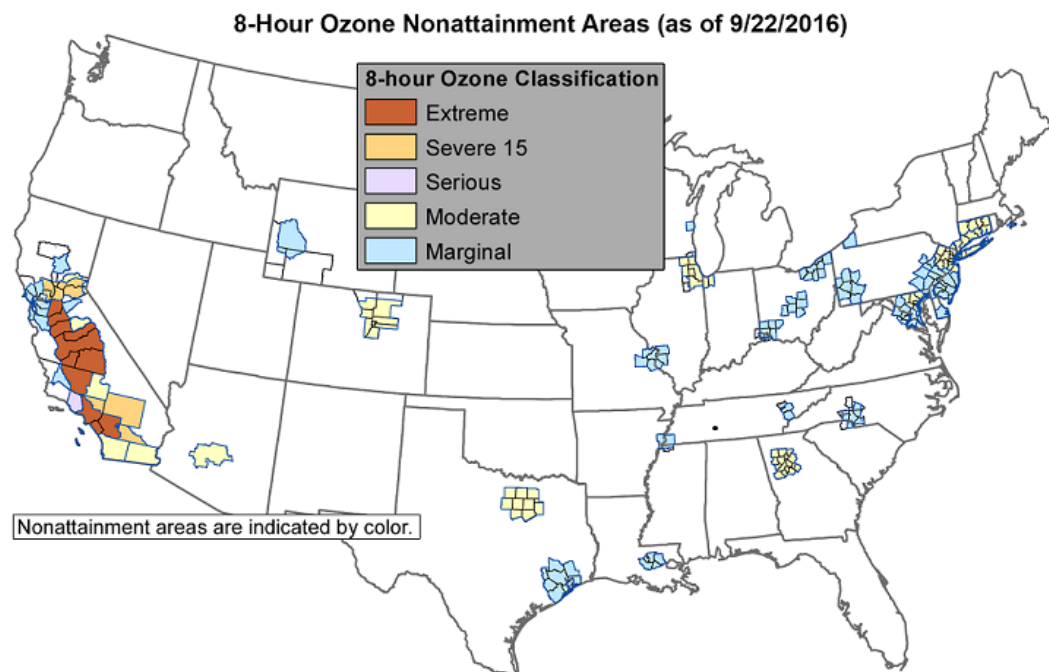 8-Hour Ozone Nonattainment Areas (as of 9/22/2016)
8-hour Ozone Classification
Extreme
Severe 15
Serious
Moderate
Marginal
Nonattainment areas are indicated by color.